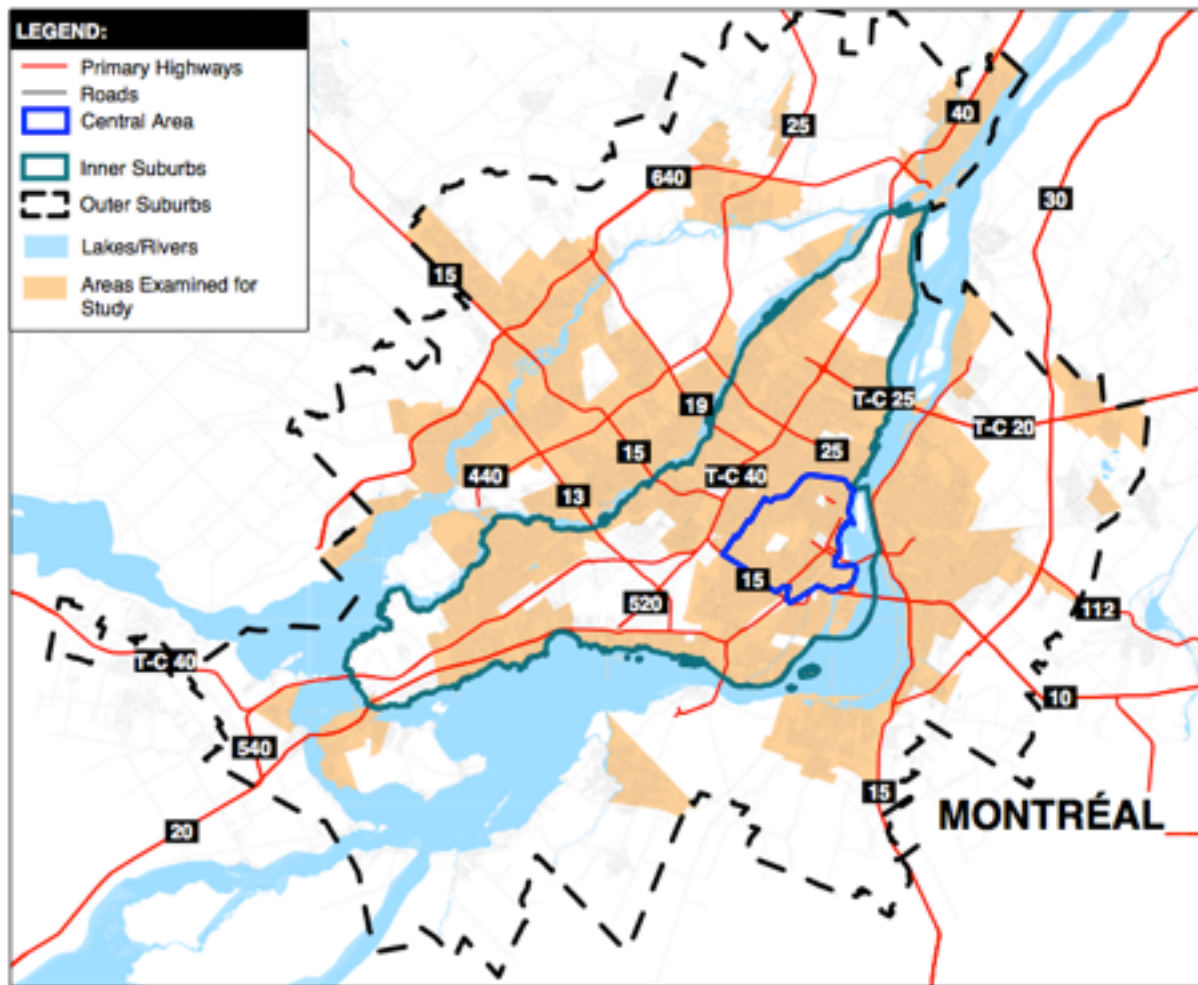 LEGEND:
Primary Highways
Roads
Central Area
Inner Suburbs
Outer Suburbs
Lakes/Rivers
Areas Examined for
Study
40
25
640
30
15
T-C 25
19
T-C 20
15
25
440
T-C 40
13
15
520
112
T-C 40
10
540
15
MONTRÉAL
20